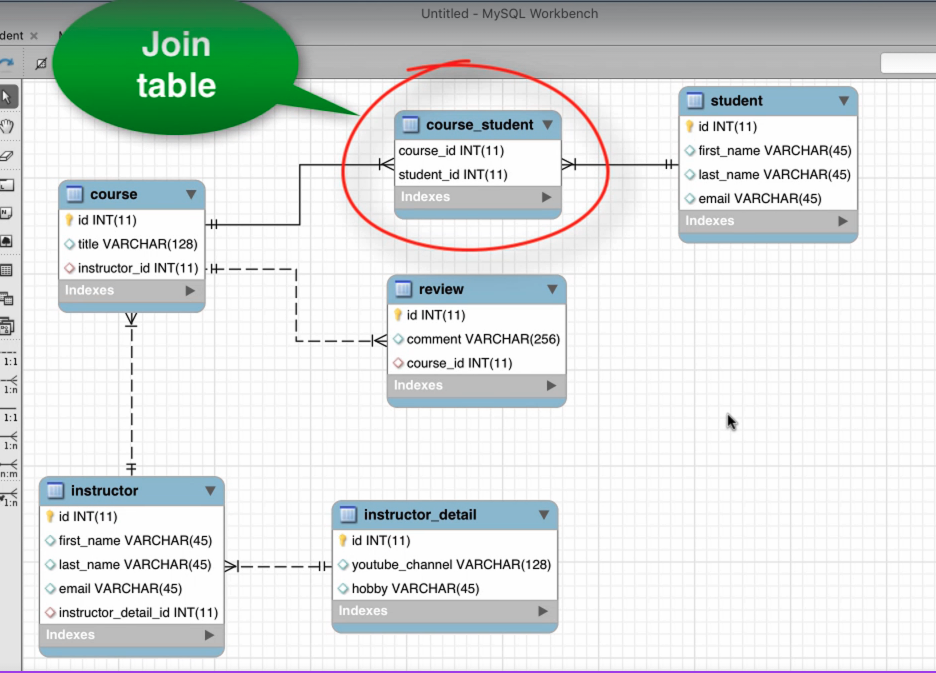 Untitled - MySQL Workbench
dent
Join
table
course_student
course_id INT(11)
student_id INT(11)
Indexes
student
id INT(11)
first_name VARCHAR(45)
last_name VARCHAR(45)
email VARCHAR(45)
Indexes
course
id INT(11)
title VARCHAR(128)
instructor_id INT(11)
Indexes
review
id INT(11)
comment VARCHAR(256)
course_id INT(11)
Indexes
1:1
1:n
1:1
1:n
n:m
1:n
instructor
id INT(11)
first_name VARCHAR(45)
last_name VARCHAR(45)
email VARCHAR(45)
instructor_detail_id INT(11)
Indexes
instructor_detail
id INT(11)
youtube_channel VARCHAR(128)
hobby VARCHAR(45)
Indexes